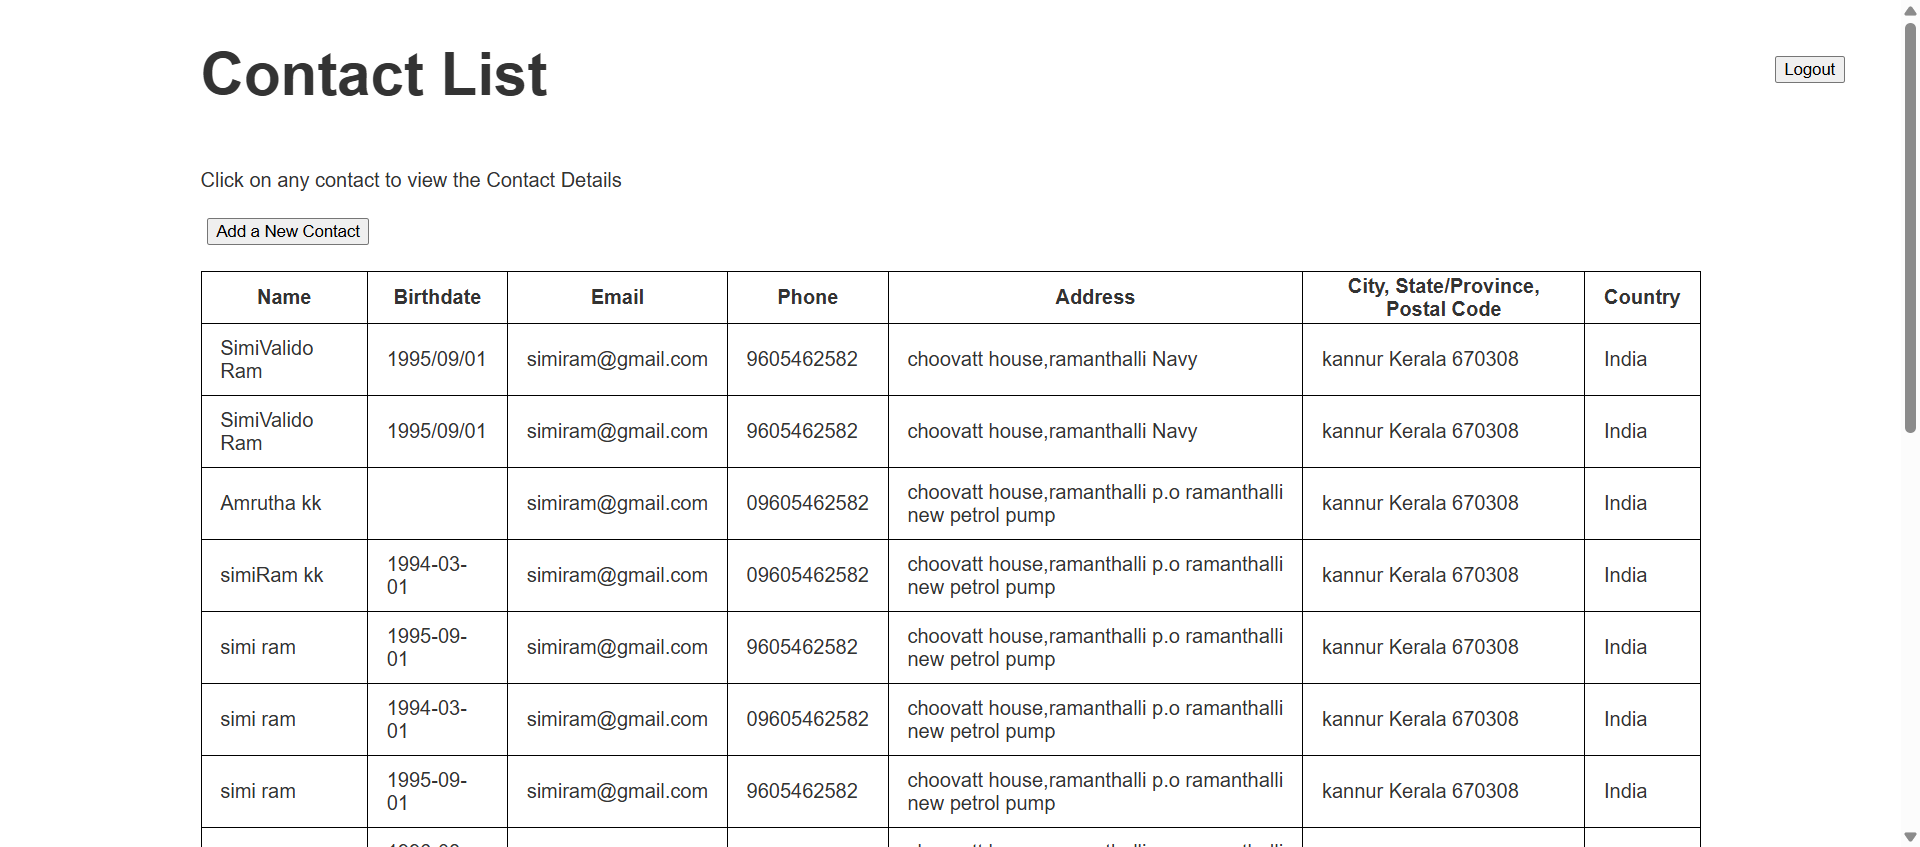 Contact List
Logout
Click on any contact to view the Contact Details
Add a New Contact
Name Birthdate Email Phone Address City, State/Province, Postal Code Country
SimiValido Ram 1995/09/01 simiram@gmail.com 9605462582 choovatt house,ramanthalli Navy kannur Kerala 670308 India
SimiValido Ram 1995/09/01 simiram@gmail.com 9605462582 choovatt house,ramanthalli Navy kannur Kerala 670308 India
Amrutha kk simiram@gmail.com 09605462582 choovatt house,ramanthalli p.o ramanthalli new petrol pump kannur Kerala 670308 India
simiRam kk 1994-03-01 simiram@gmail.com 09605462582 choovatt house,ramanthalli p.o ramanthalli new petrol pump kannur Kerala 670308 India
simi ram 1995-09-01 simiram@gmail.com 9605462582 choovatt house,ramanthalli p.o ramanthalli new petrol pump kannur Kerala 670308 India
simi ram 1994-03-01 simiram@gmail.com 09605462582 choovatt house,ramanthalli p.o ramanthalli new petrol pump kannur Kerala 670308 India
simi ram 1995-09-01 simiram@gmail.com 9605462582 choovatt house,ramanthalli p.o ramanthalli new petrol pump kannur Kerala 670308 India